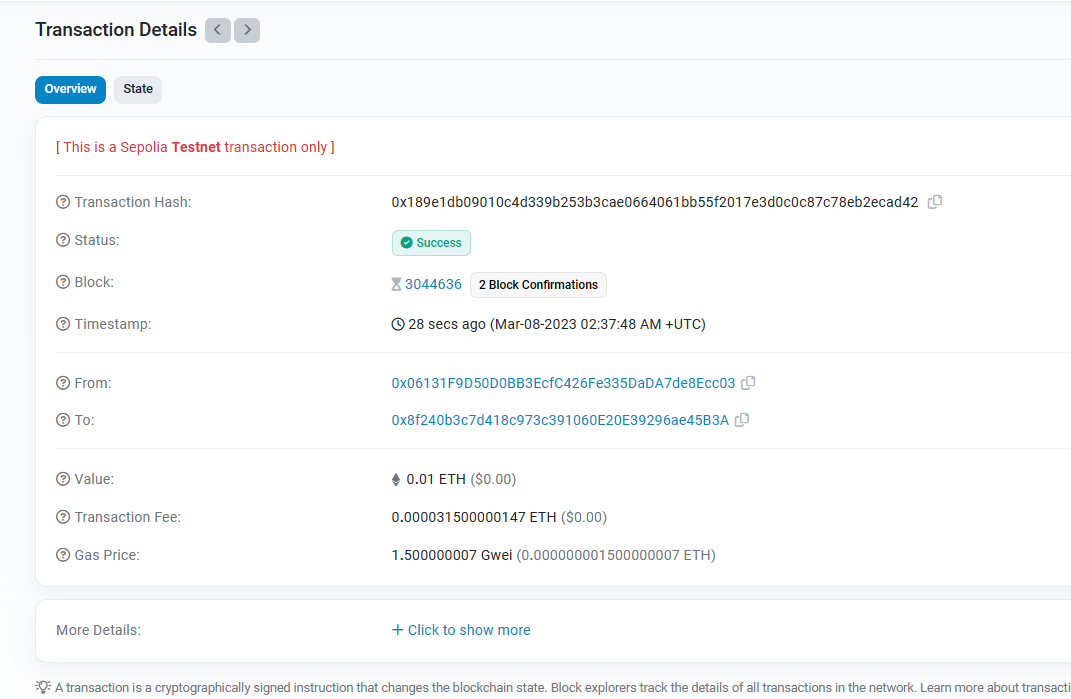 Transaction Details
Overview State
[ This is a Sepolia Testnet transaction only ]
Transaction Hash: 0x189e1db09010c4d339b253b3cae0664061bb55f2017e3d0c0c87c78eb2ecad42
Status: Success
Block: 3044636 2 Block Confirmations
Timestamp: 28 secs ago (Mar-08-2023 02:37:48 AM +UTC)
From: 0x06131F9D50D0BB3EcfC426Fe335DaDA7de8Ecc03
To: 0x8f240b3c7d418c973c391060E20E39296ae45B3A
Value: 0.01 ETH ($0.00)
Transaction Fee: 0.000031500000147 ETH ($0.00)
Gas Price: 1.500000007 Gwei (0.000000001500000007 ETH)
More Details: + Click to show more
A transaction is a cryptographically signed instruction that changes the blockchain state. Block explorers track the details of all transactions in the network. Learn more about transacti